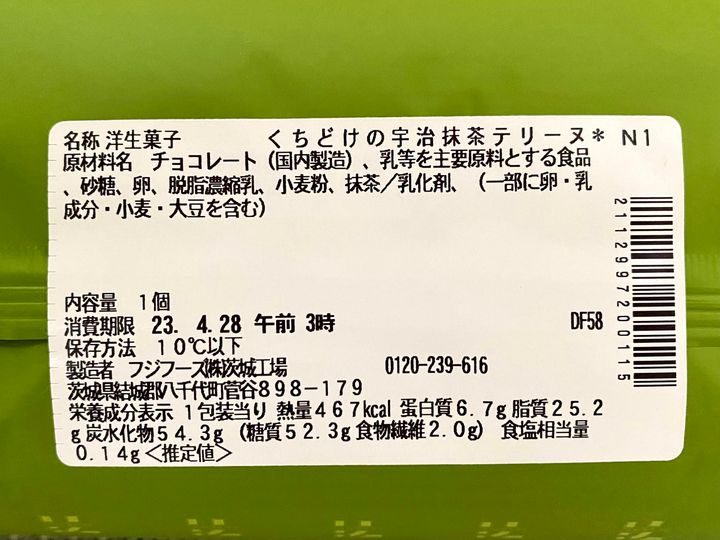 名称 洋生菓子 くちどけの宇治抹茶テリーヌ* N1
原材料名 チョコレート(国内製造)、乳等を主要原料とする食品
、砂糖、卵、脱脂濃縮乳、小麦粉、抹茶/乳化剤、(一部に卵・乳
成分・小麦・大豆を含む)
内容量 1個
消費期限 23. 4.28 午前 3時 DF58
保存方法 10℃以下
製造者 フジフーズ㈱茨城工場 0120-239-616
茨城県結城郡八千代町菅谷898-179
栄養成分表示 1包装当り 熱量467kcal 蛋白質6.7g 脂質25.2
g 炭水化物54.3g (糖質52.3g 食物繊維2.0g) 食塩相当量
0.14g<推定値>
2112997200115